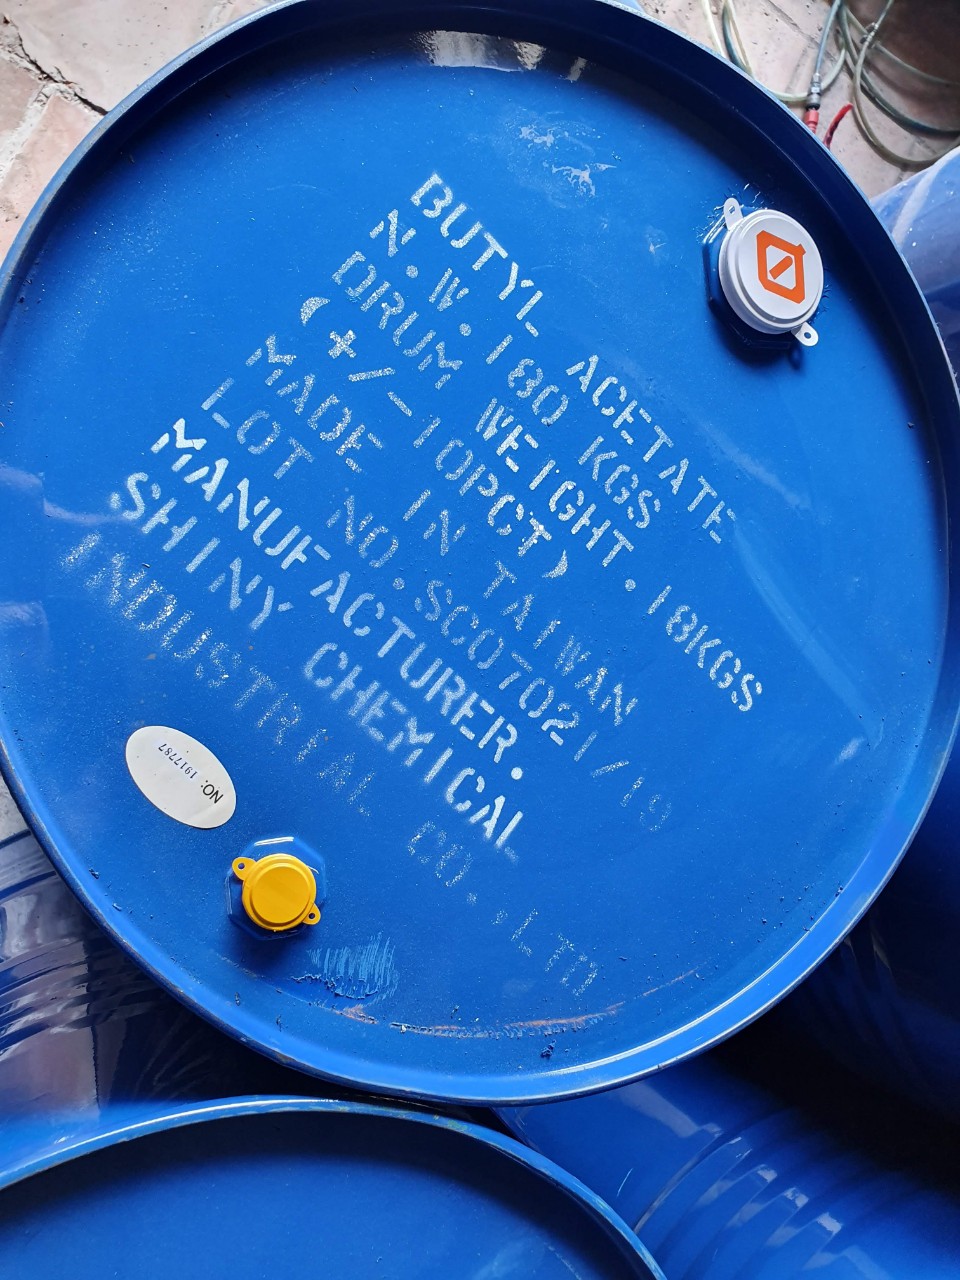 BUTYL ACETATE
N.W. 180 KGS
DRUM WEIGHT. 18KGS
(+/-10PCT)
MADE IN TAIWAN
LOT NO.SC07021/19
MANUFACTURER.
SHINY CHEMICAL
INDUSTRIAL CO.,LTD
NO: 1917787